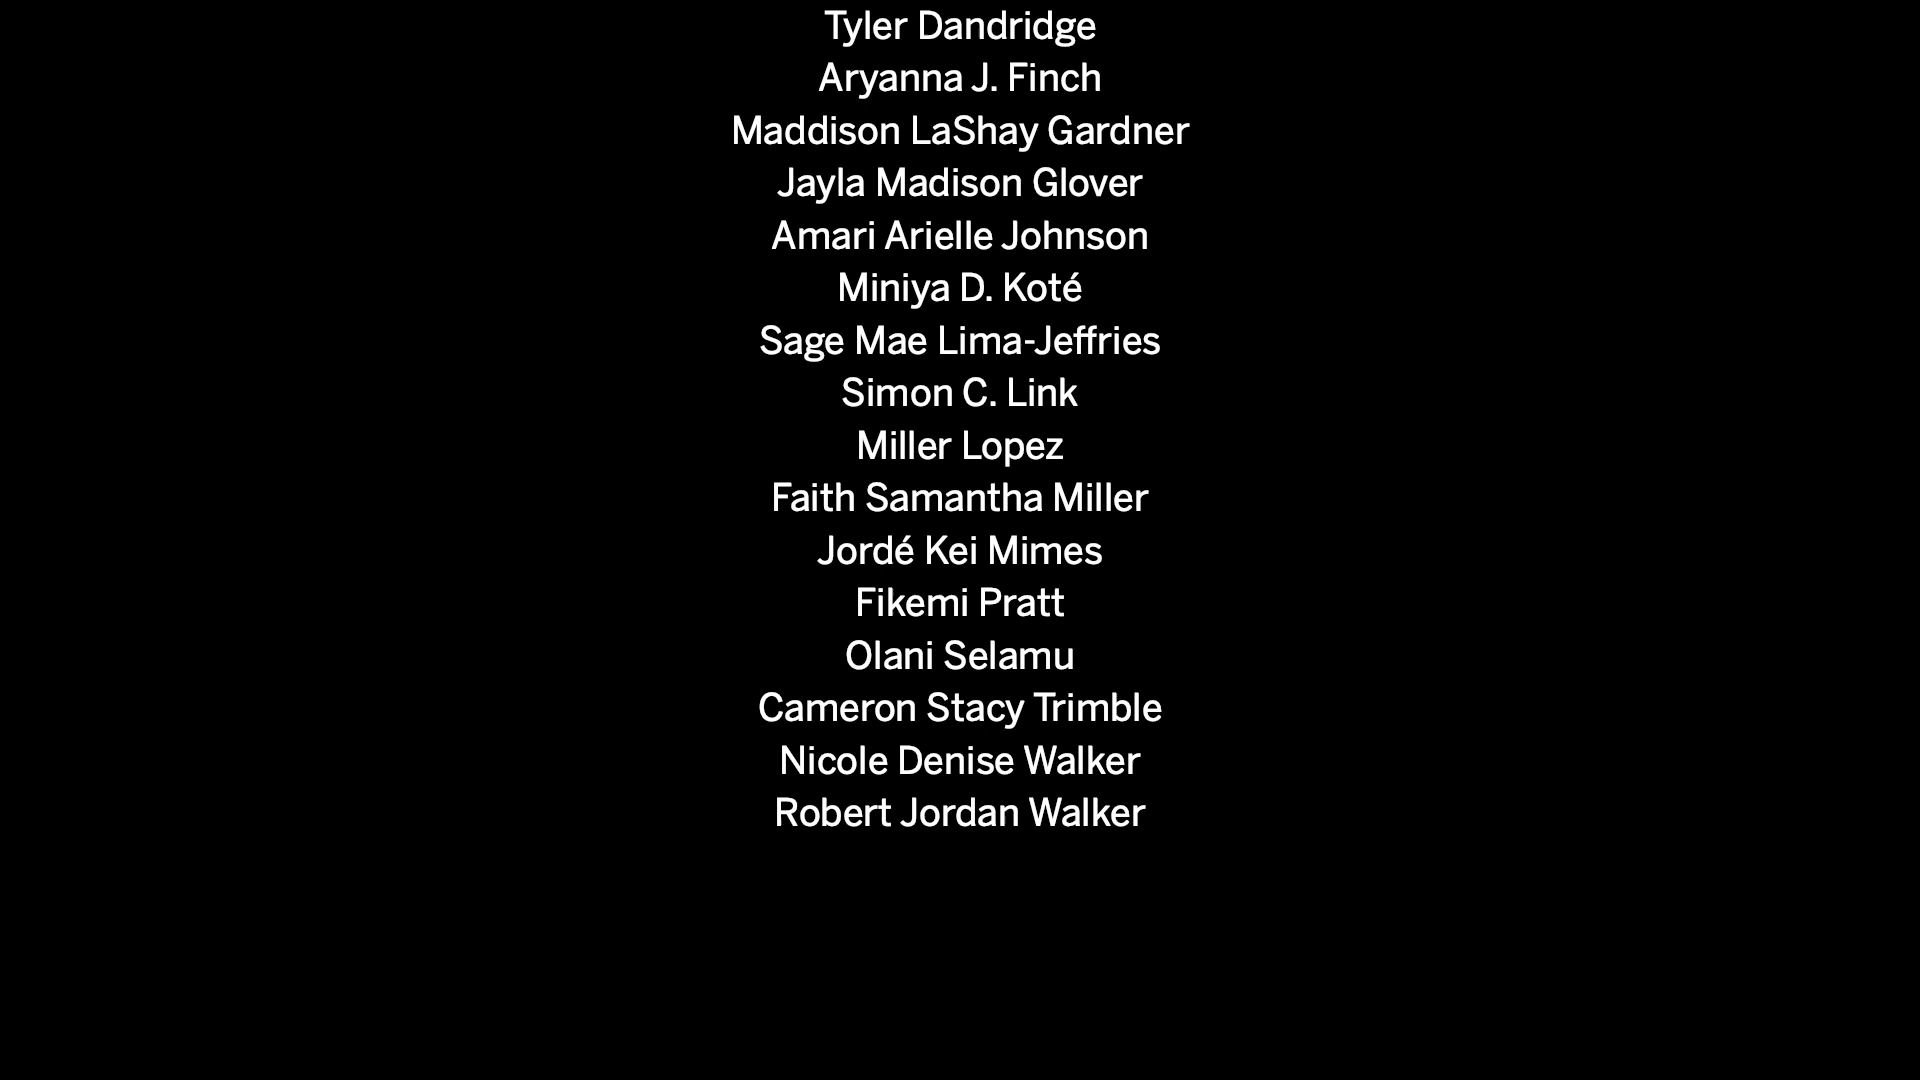 Tyler Dandridge
Aryanna J. Finch
Maddison LaShay Gardner
Jayla Madison Glover
Amari Arielle Johnson
Miniya D. Koté
Sage Mae Lima-Jeffries
Simon C. Link
Miller Lopez
Faith Samantha Miller
Jordé Kei Mimes
Fikemi Pratt
Olani Selamu
Cameron Stacy Trimble
Nicole Denise Walker
Robert Jordan Walker